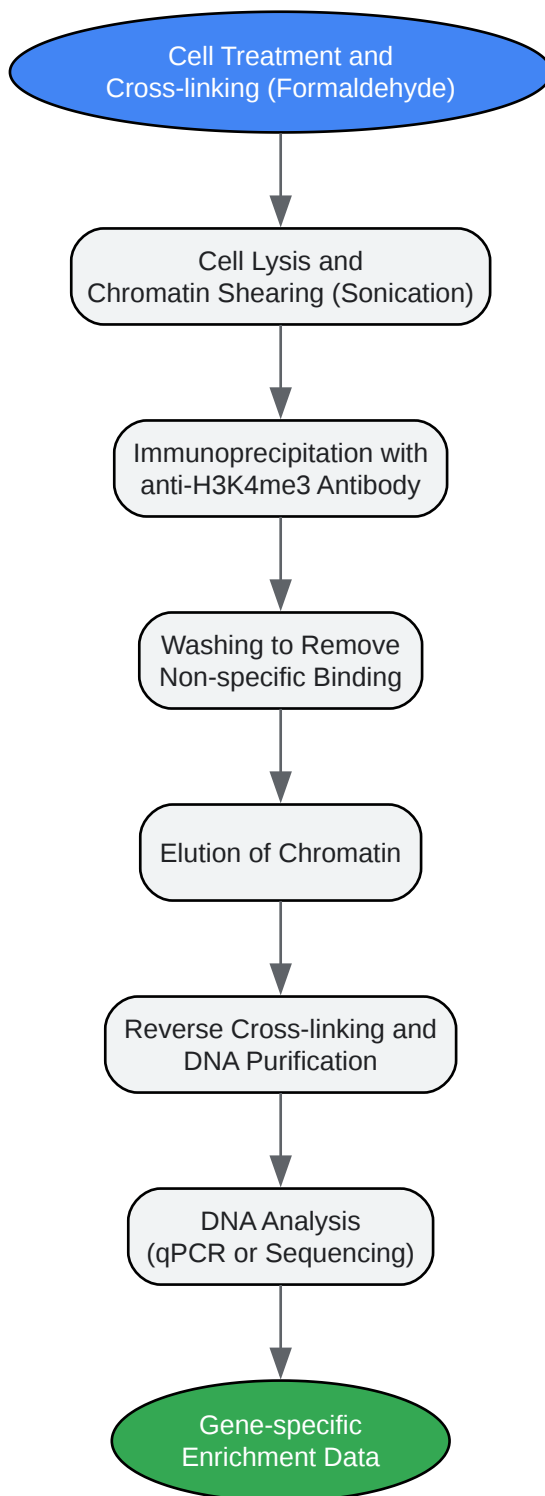 Cell Treatment and
Cross-linking (Formaldehyde)
Cell Lysis and
Chromatin Shearing (Sonication)
Immunoprecipitation with
anti-H3K4me3 Antibody
Washing to Remove
Non-specific Binding
Elution of Chromatin
Reverse Cross-linking and
DNA Purification
DNA Analysis
(qPCR or Sequencing)
Gene-specific
Enrichment Data